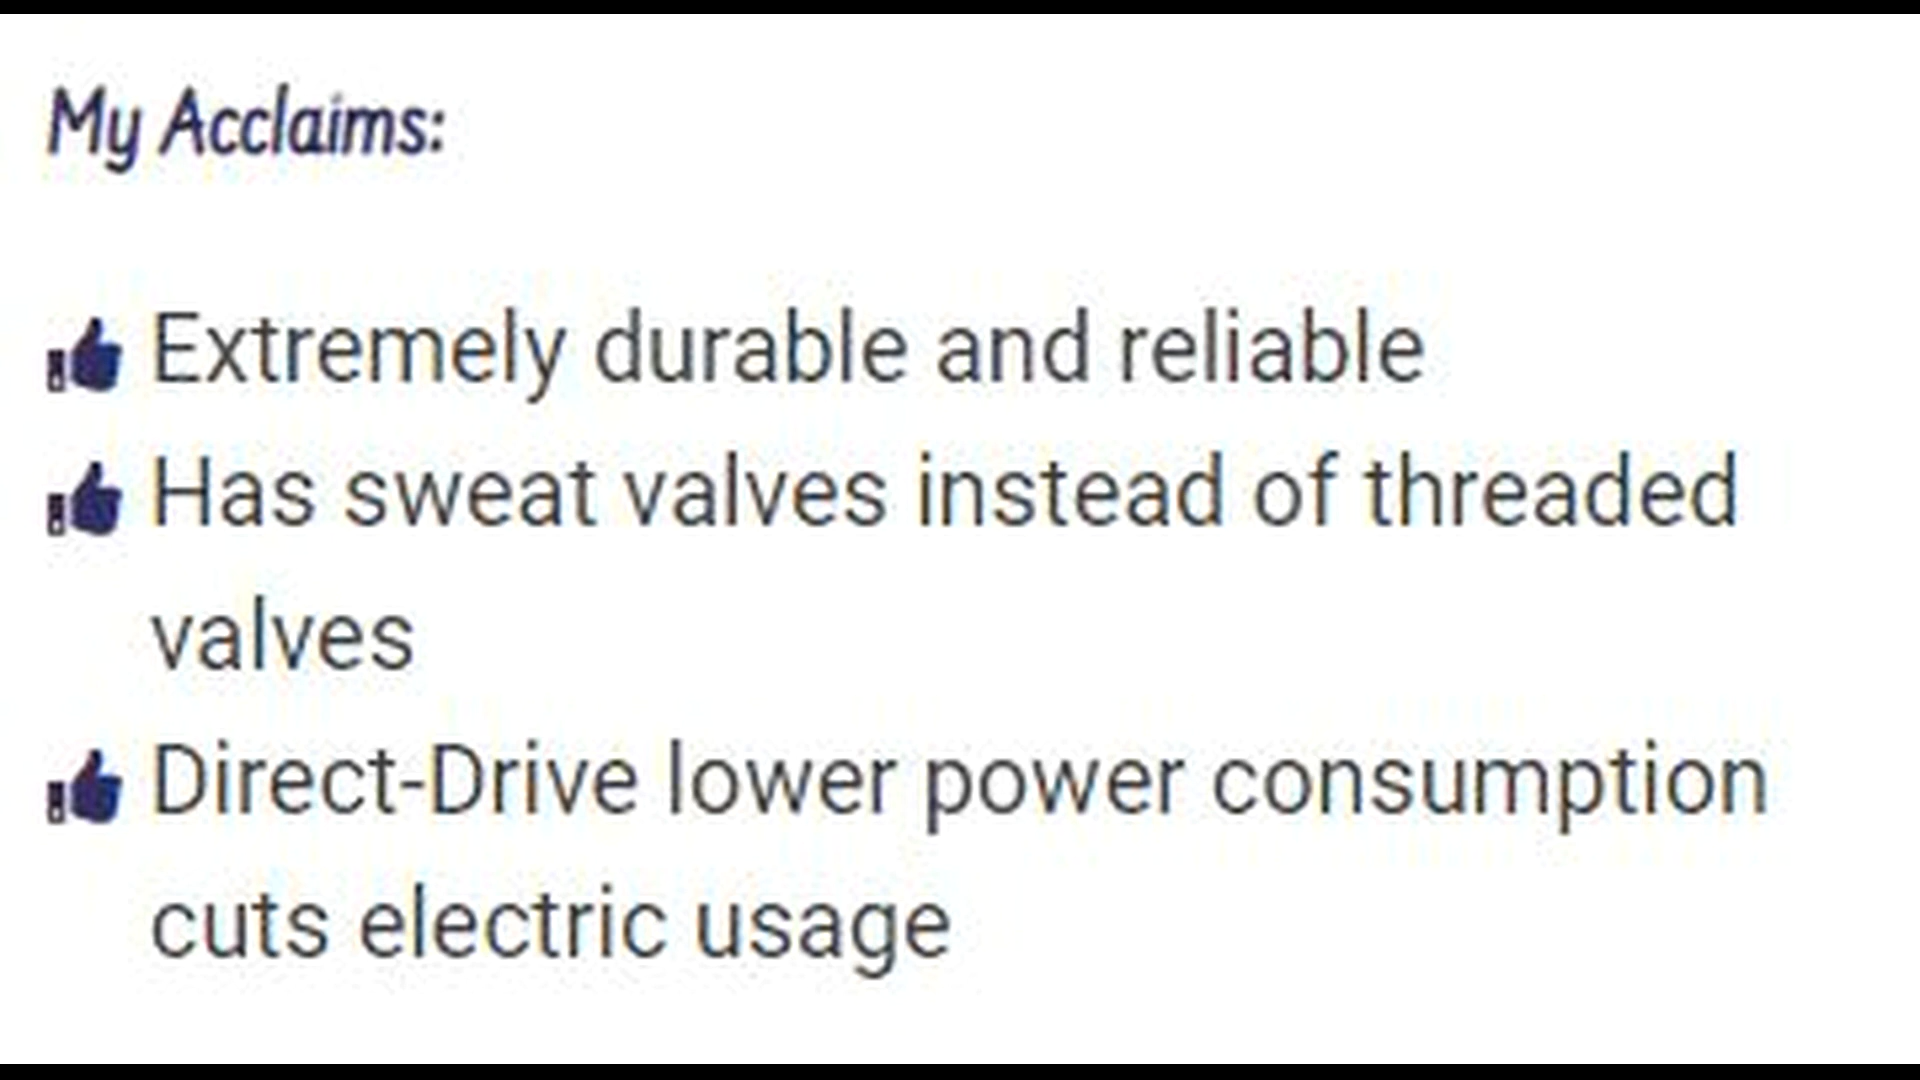 My Acclaims:
Extremely durable and reliable
Has sweat valves instead of threaded
valves
Direct-Drive lower power consumption
cuts electric usage